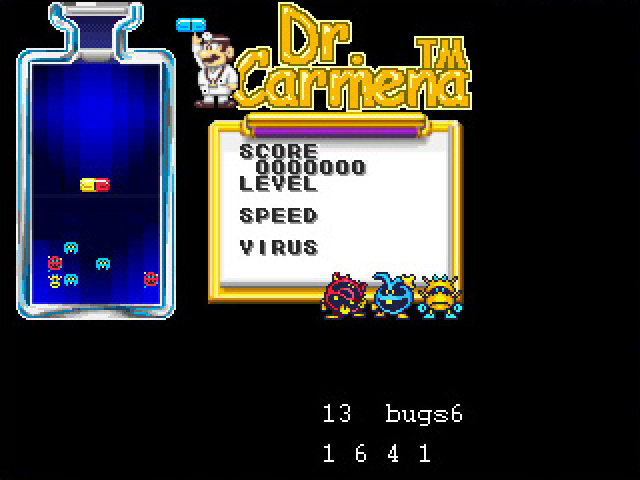 Dr.
Carmena TM
SCORE
0000000
LEVEL
SPEED
VIRUS
13 bugs6
1 6 4 1